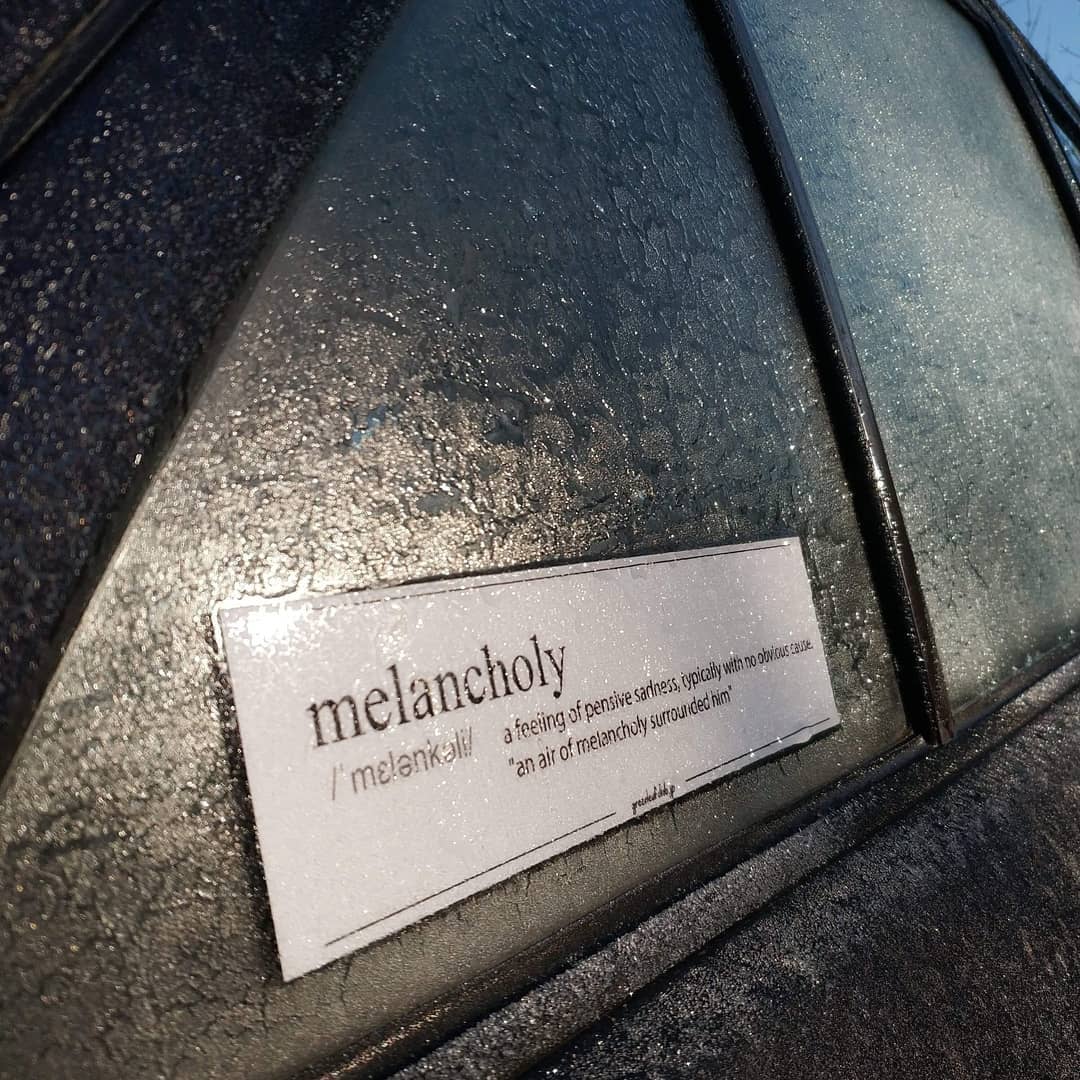 melancholy
/ˈmɛlənkəli/
a feeling of pensive sadness, typically with no obvious cause.
"an air of melancholy surrounded him"